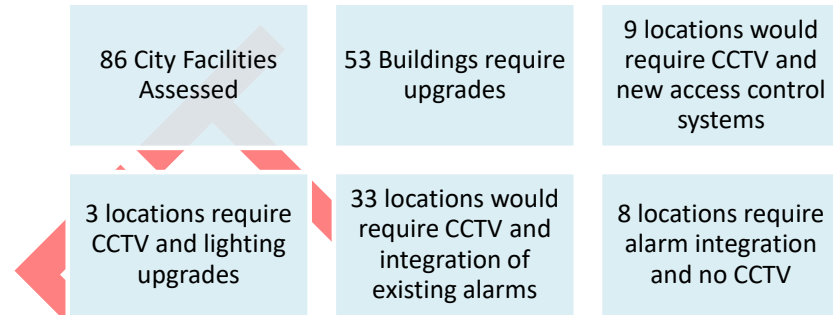 86 City Facilities
Assessed
53 Buildings require
upgrades
9 locations would
require CCTV and
new access control
systems
3 locations require
CCTV and lighting
upgrades
33 locations would
require CCTV and
integration of
existing alarms
8 locations require
alarm integration
and no CCTV